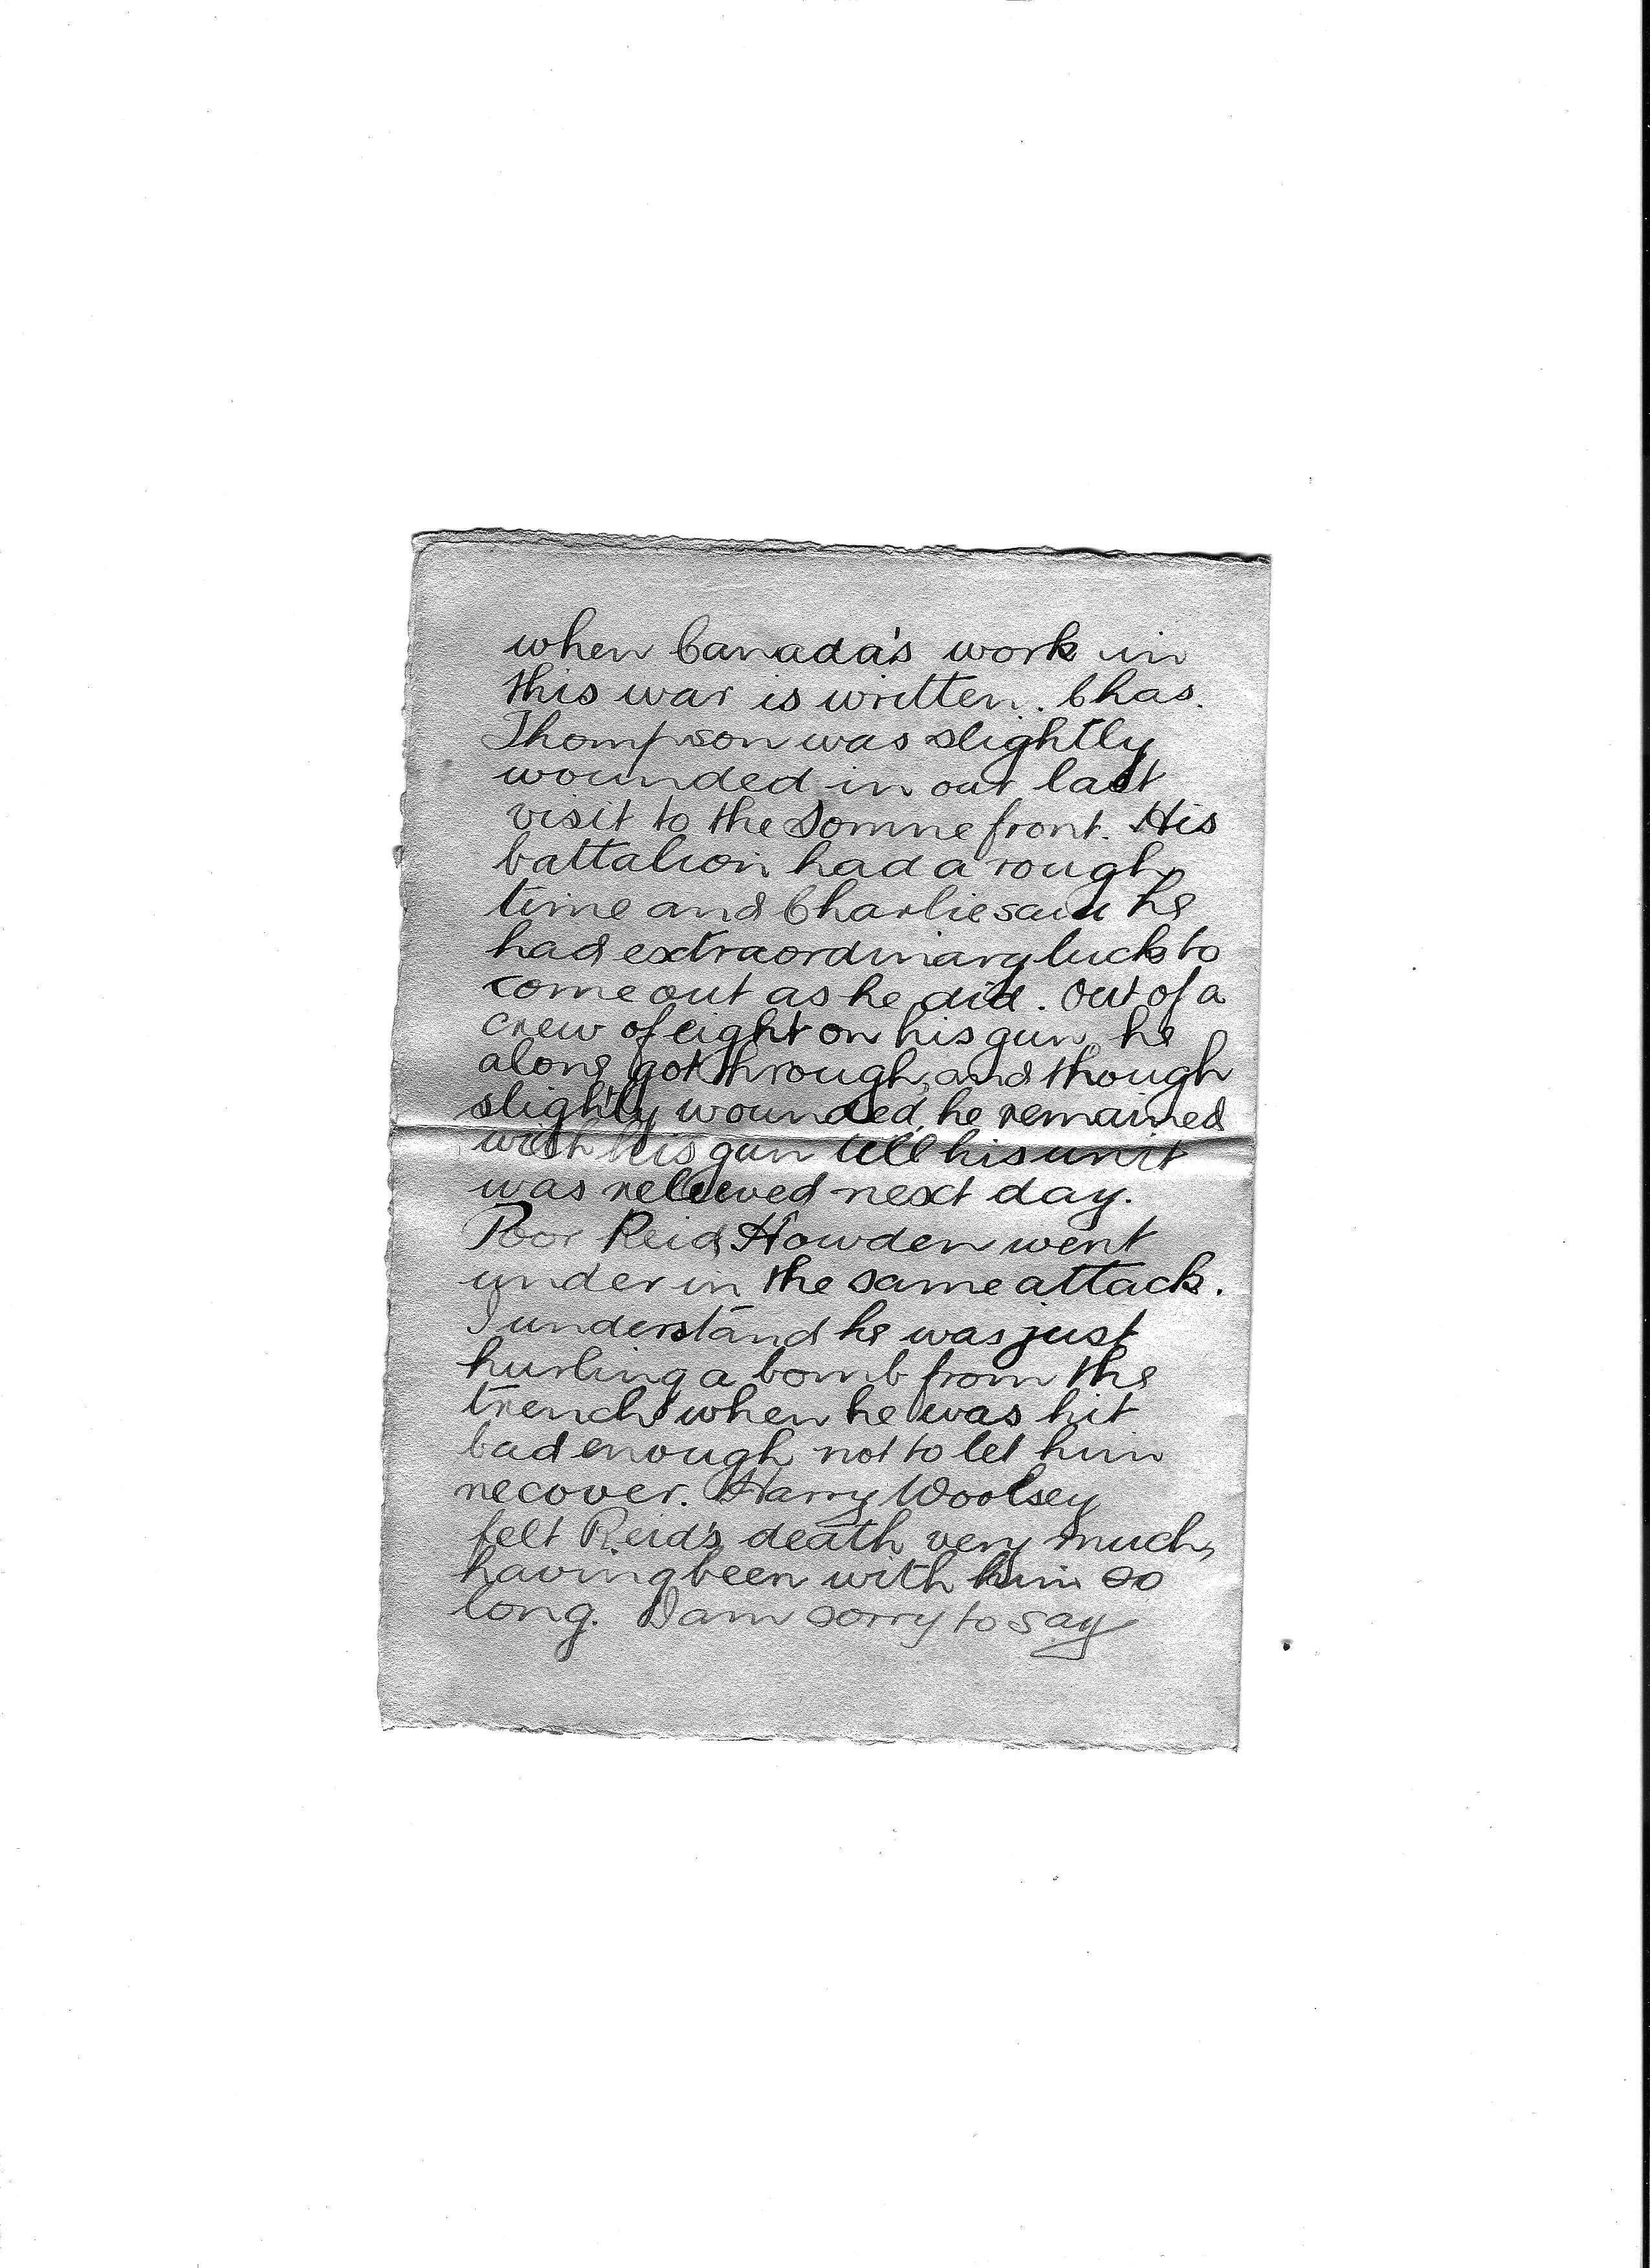 when Canada's work in
this war is written. Chas.
Thompson was slightly
wounded in our last
visit to the Somme front. His
battalion had a rough
time and Charlie said he
had extraordinary luck to
come out as he did. Out of a
crew of eight on his gun, he
alone got through, and though
slightly wounded, he remained
with his gun till his unit
was relieved next day.
Poor Reid Howden went
under in the same attack.
I understand he was just
hurling a bomb from the
trench when he was hit
bad enough not to let him
recover. Harry Woolsey
felt Reid's death very much,
having been with him so
long. I am sorry to say